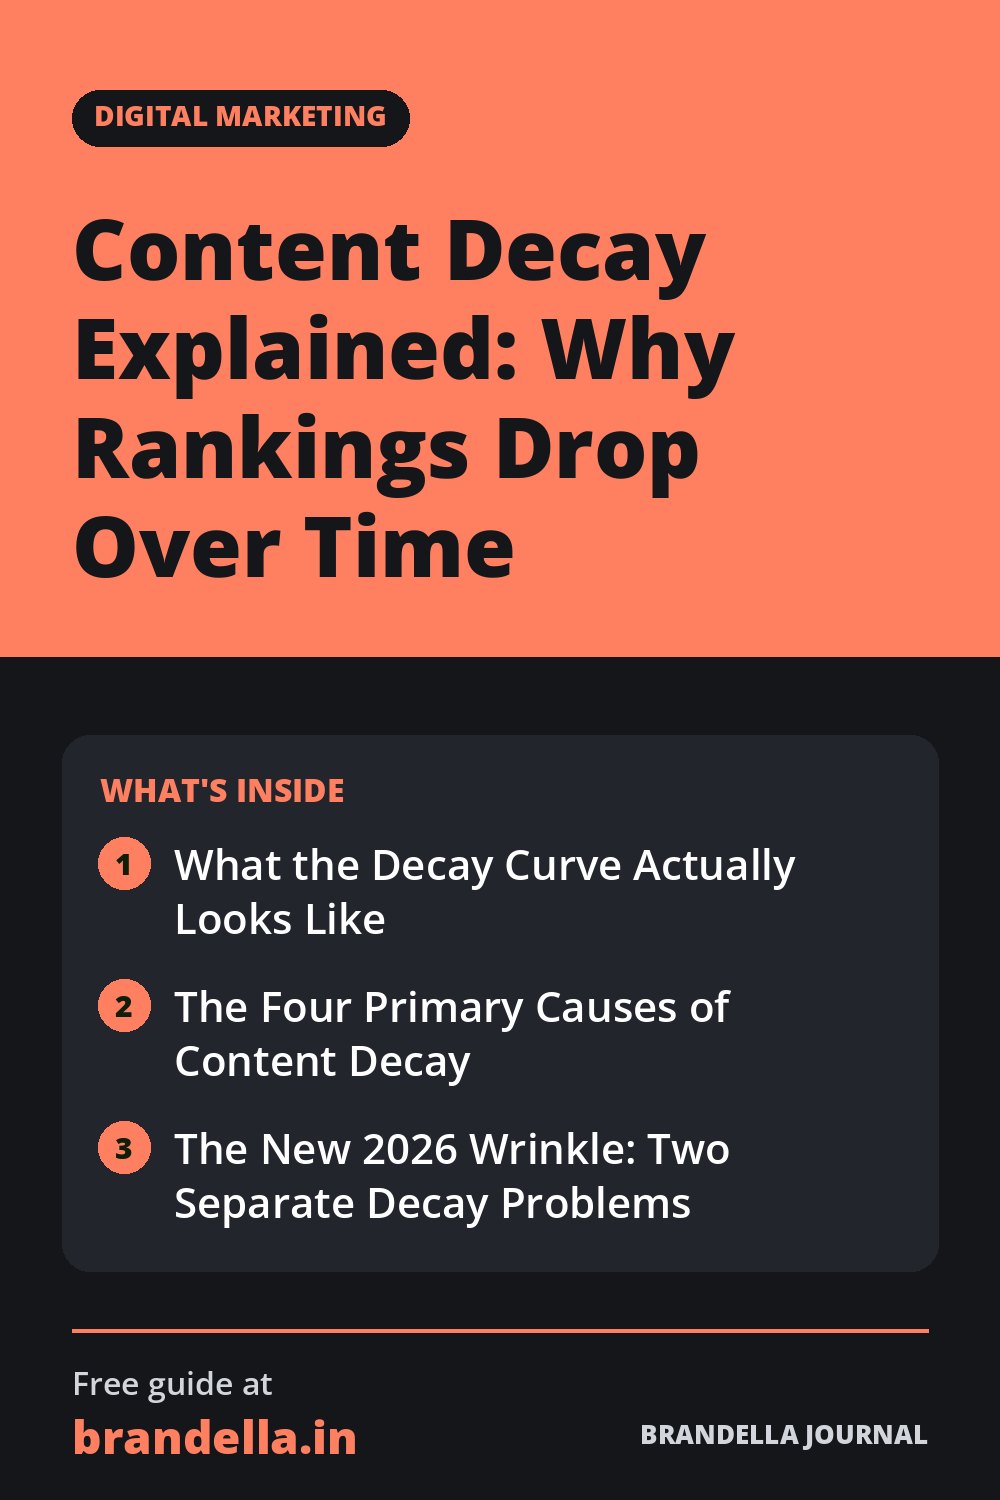 DIGITAL MARKETING
Content Decay
Explained: Why
Rankings Drop
Over Time
WHAT'S INSIDE
1 What the Decay Curve Actually
Looks Like
2 The Four Primary Causes of
Content Decay
3 The New 2026 Wrinkle: Two
Separate Decay Problems
Free guide at
brandella.in
BRANDELLA JOURNAL